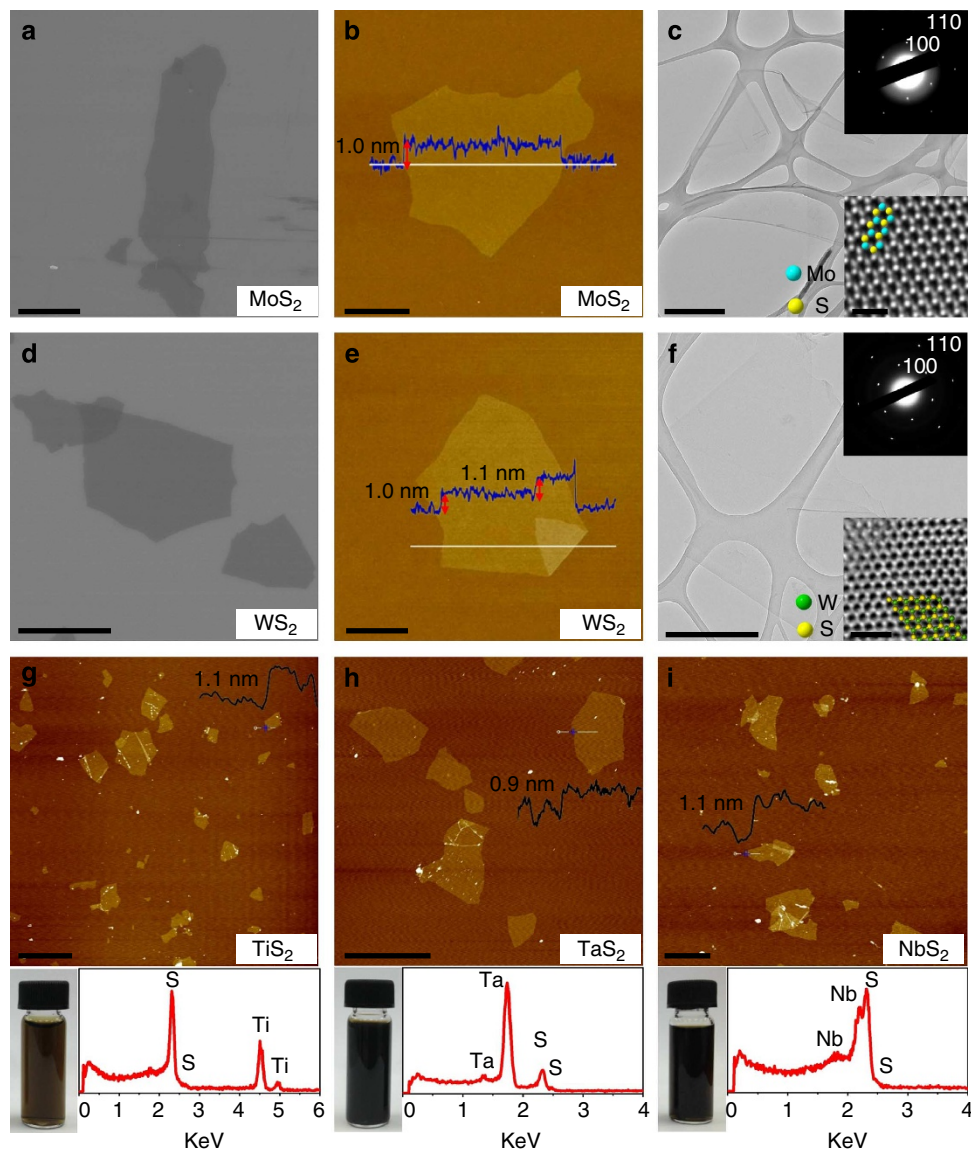 a
MoS2
b
1.0 nm
MoS2
c
110
100
Mo
S
d
WS2
e
1.0 nm
1.1 nm
WS2
f
110
100
W
S
g
1.1 nm
TiS2
h
0.9 nm
TaS2
i
1.1 nm
NbS2
S
S
Ti
Ti
0 1 2 3 4 5 6
KeV
Ta
Ta
S
S
0 1 2 3 4
KeV
Nb
Nb
S
S
0 1 2 3 4
KeV